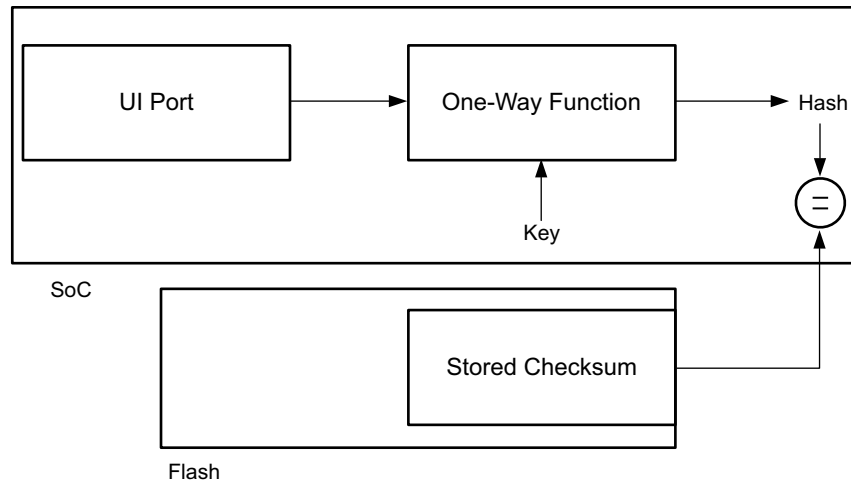 UI Port
One-Way Function
Hash
=
Key
SoC
Stored Checksum
Flash